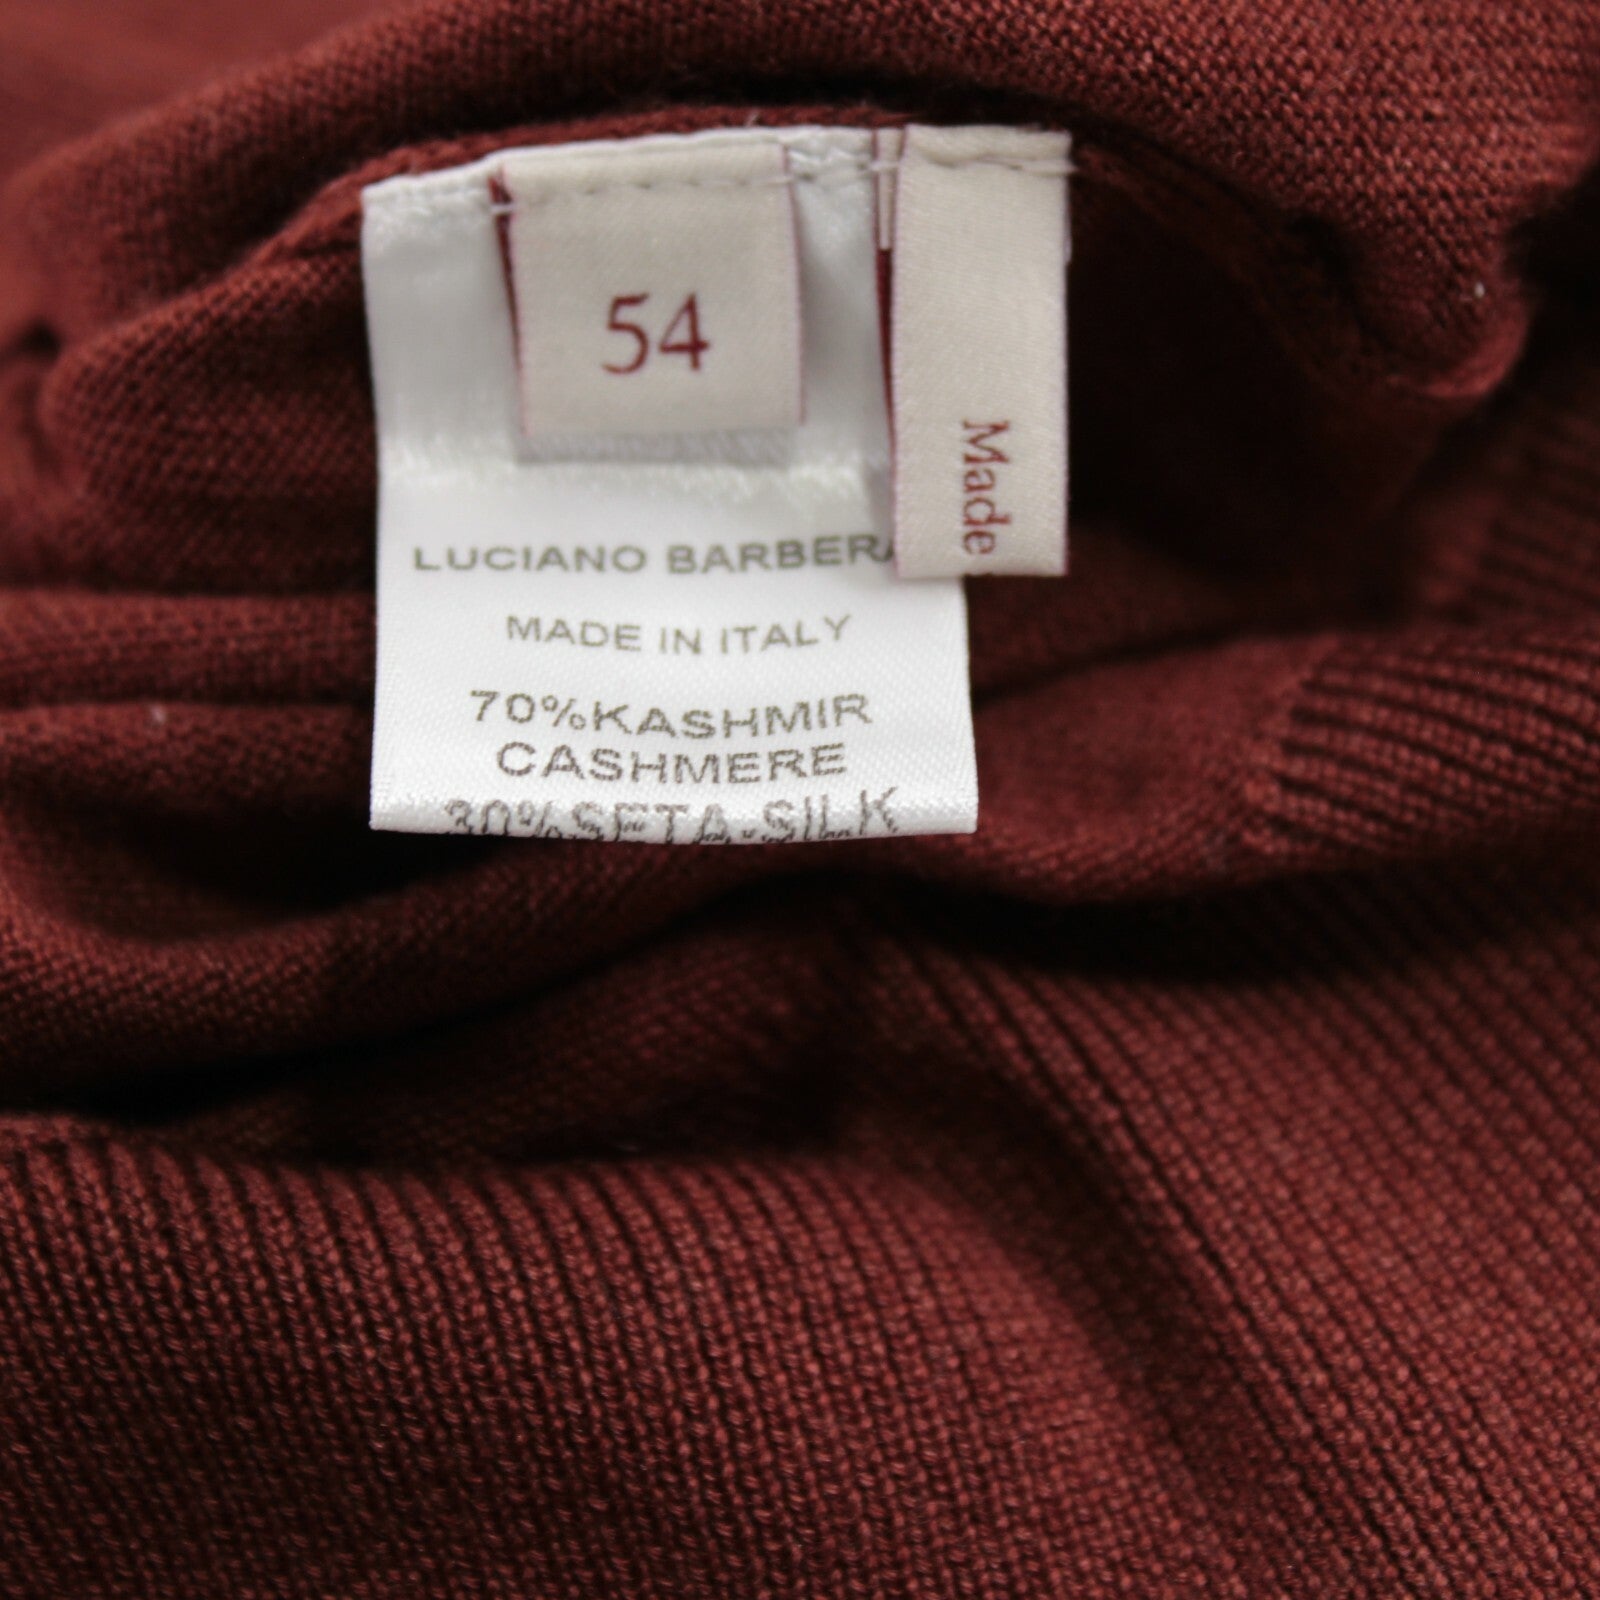 54
Made
LUCIANO BARBERA
MADE IN ITALY
70%KASHMIR
CASHMERE
30%SETA-SILK